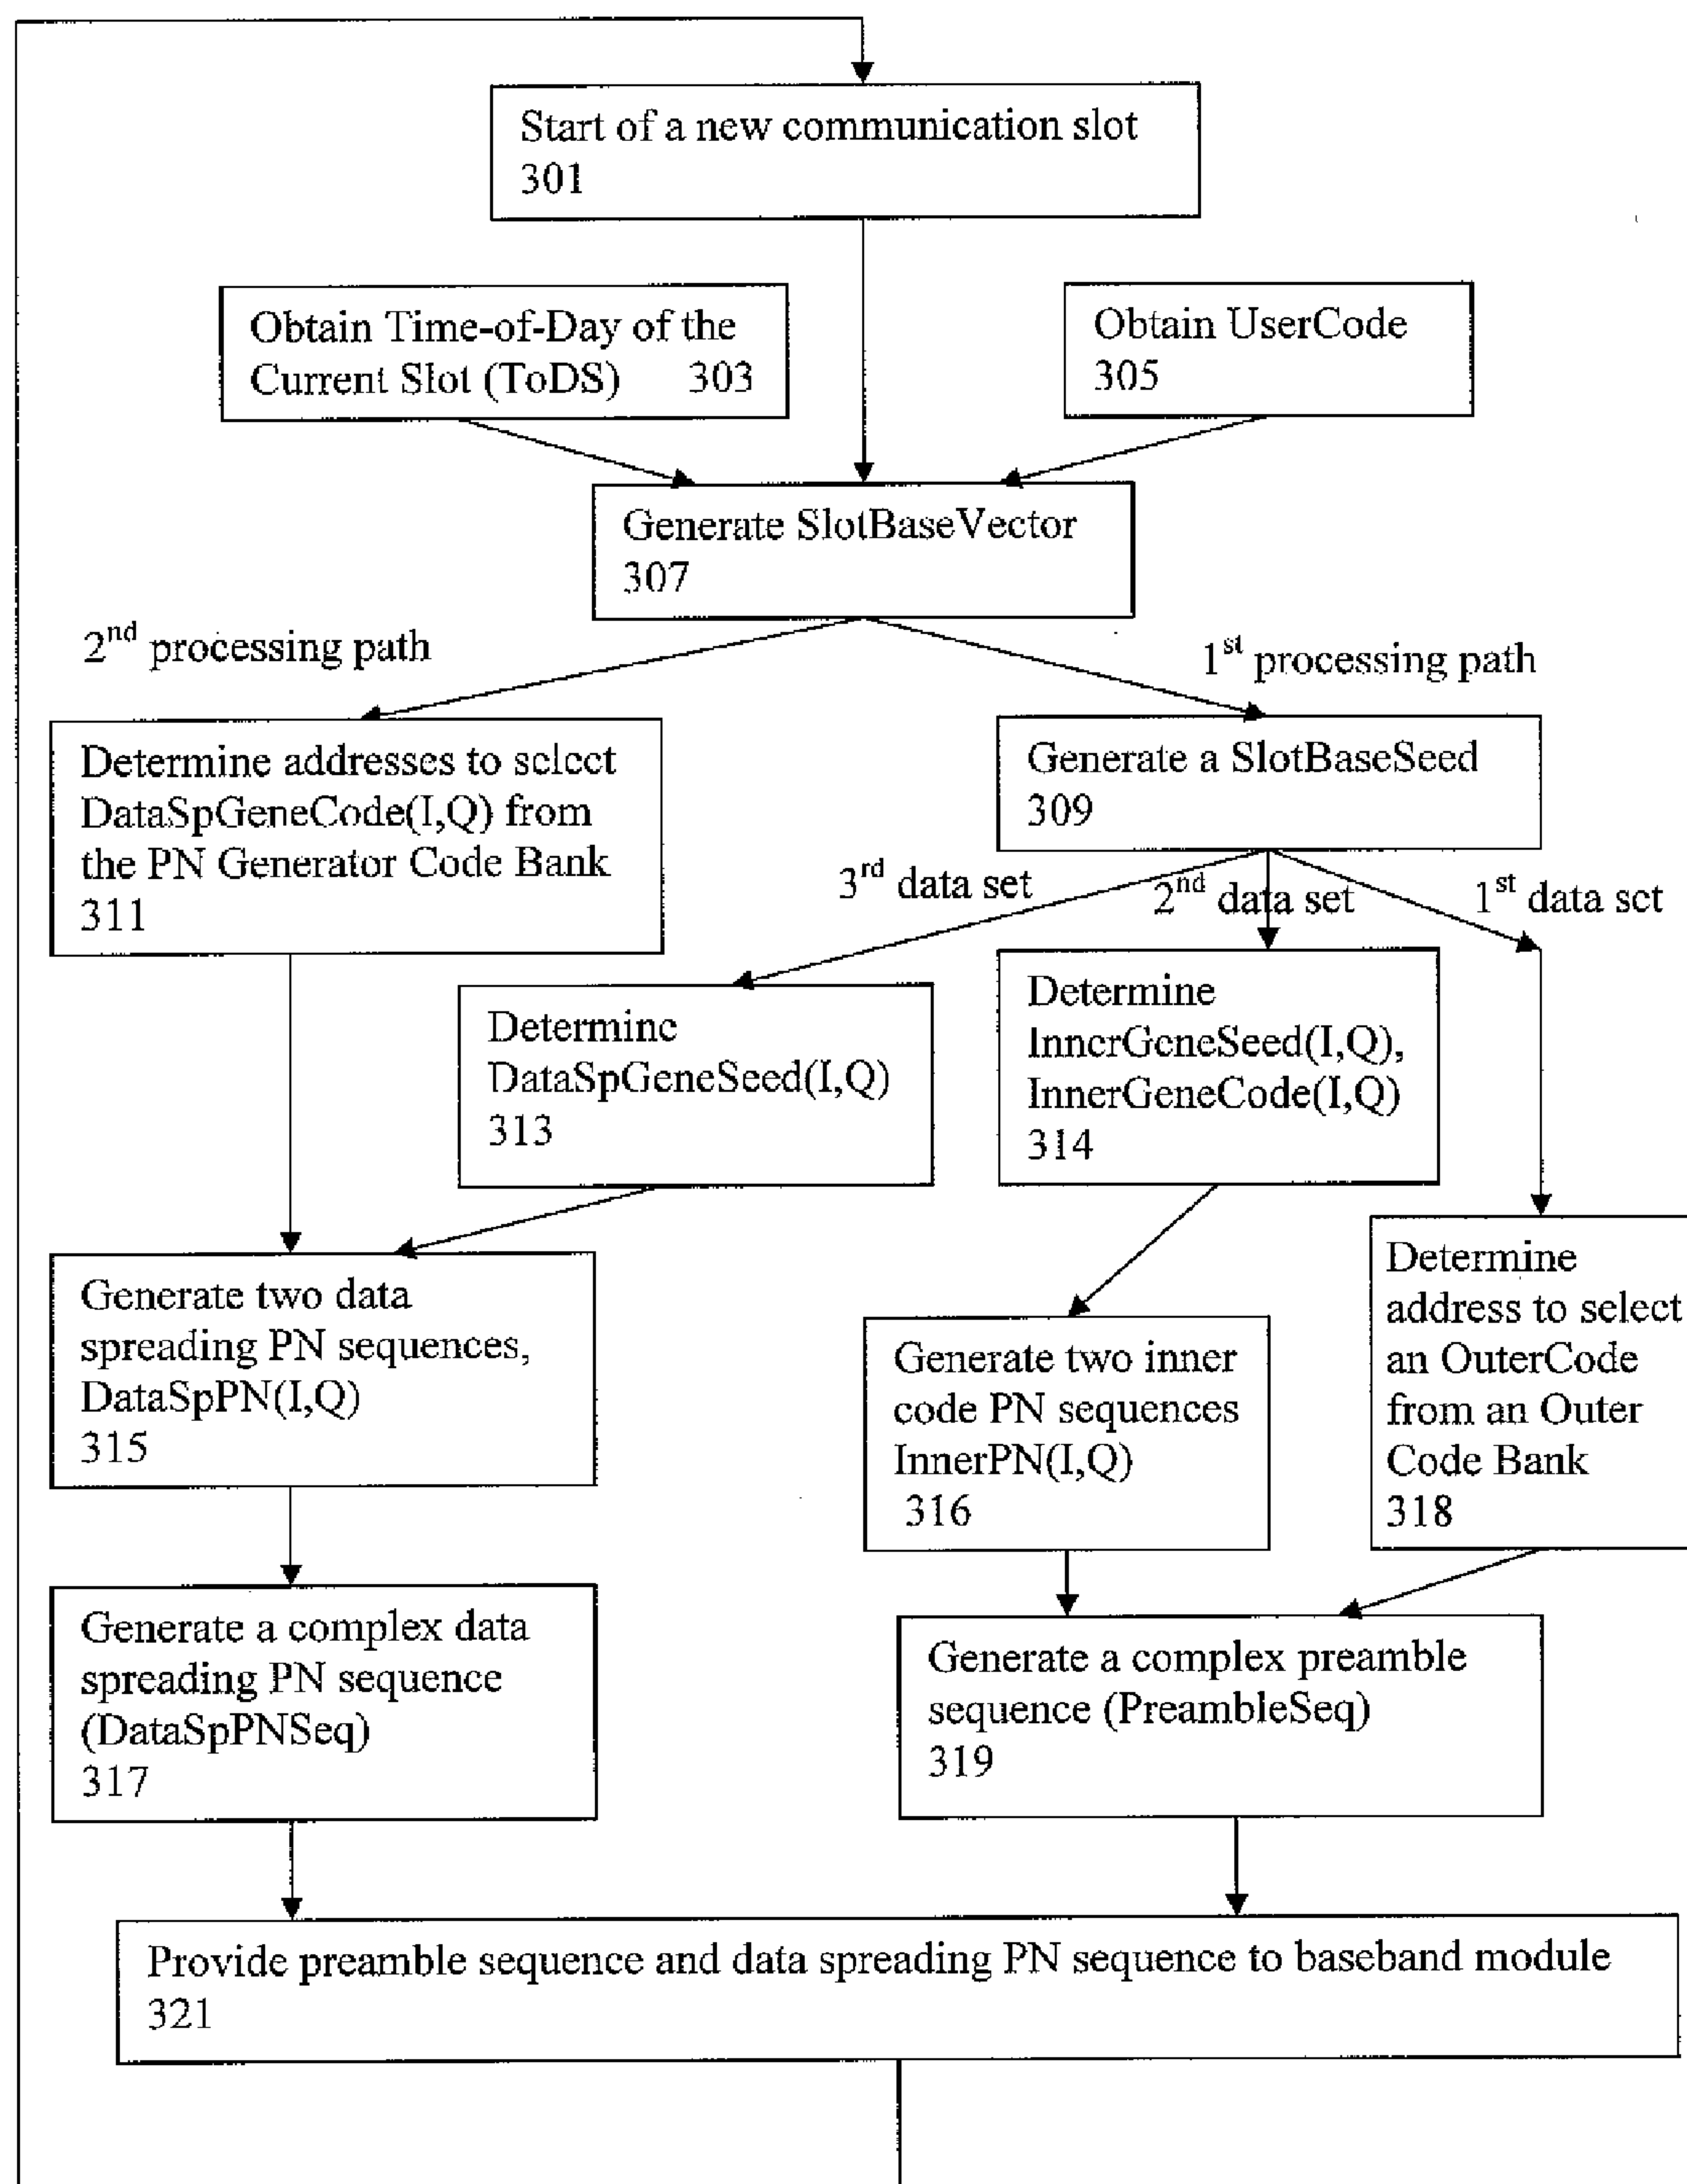 Start of a new communication slot
301
Obtain Time-of-Day of the
Current Slot (ToDS) 303
Obtain UserCode
305
Generate SlotBaseVector
307
2nd processing path
1st processing path
Determine addresses to select
DataSpGeneCode(I,Q) from
the PN Generator Code Bank
311
Generate a SlotBaseSeed
309
3rd data set
2nd data set
1st data set
Determine
DataSpGeneSeed(I,Q)
313
Determine
InnerGeneSeed(I,Q),
InnerGeneCode(I,Q)
314
Generate two data
spreading PN sequences,
DataSpPN(I,Q)
315
Generate two inner
code PN sequences
InnerPN(I,Q)
316
Determine
address to select
an OuterCode
from an Outer
Code Bank
318
Generate a complex data
spreading PN sequence
(DataSpPNSeq)
317
Generate a complex preamble
sequence (PreambleSeq)
319
Provide preamble sequence and data spreading PN sequence to baseband module
321